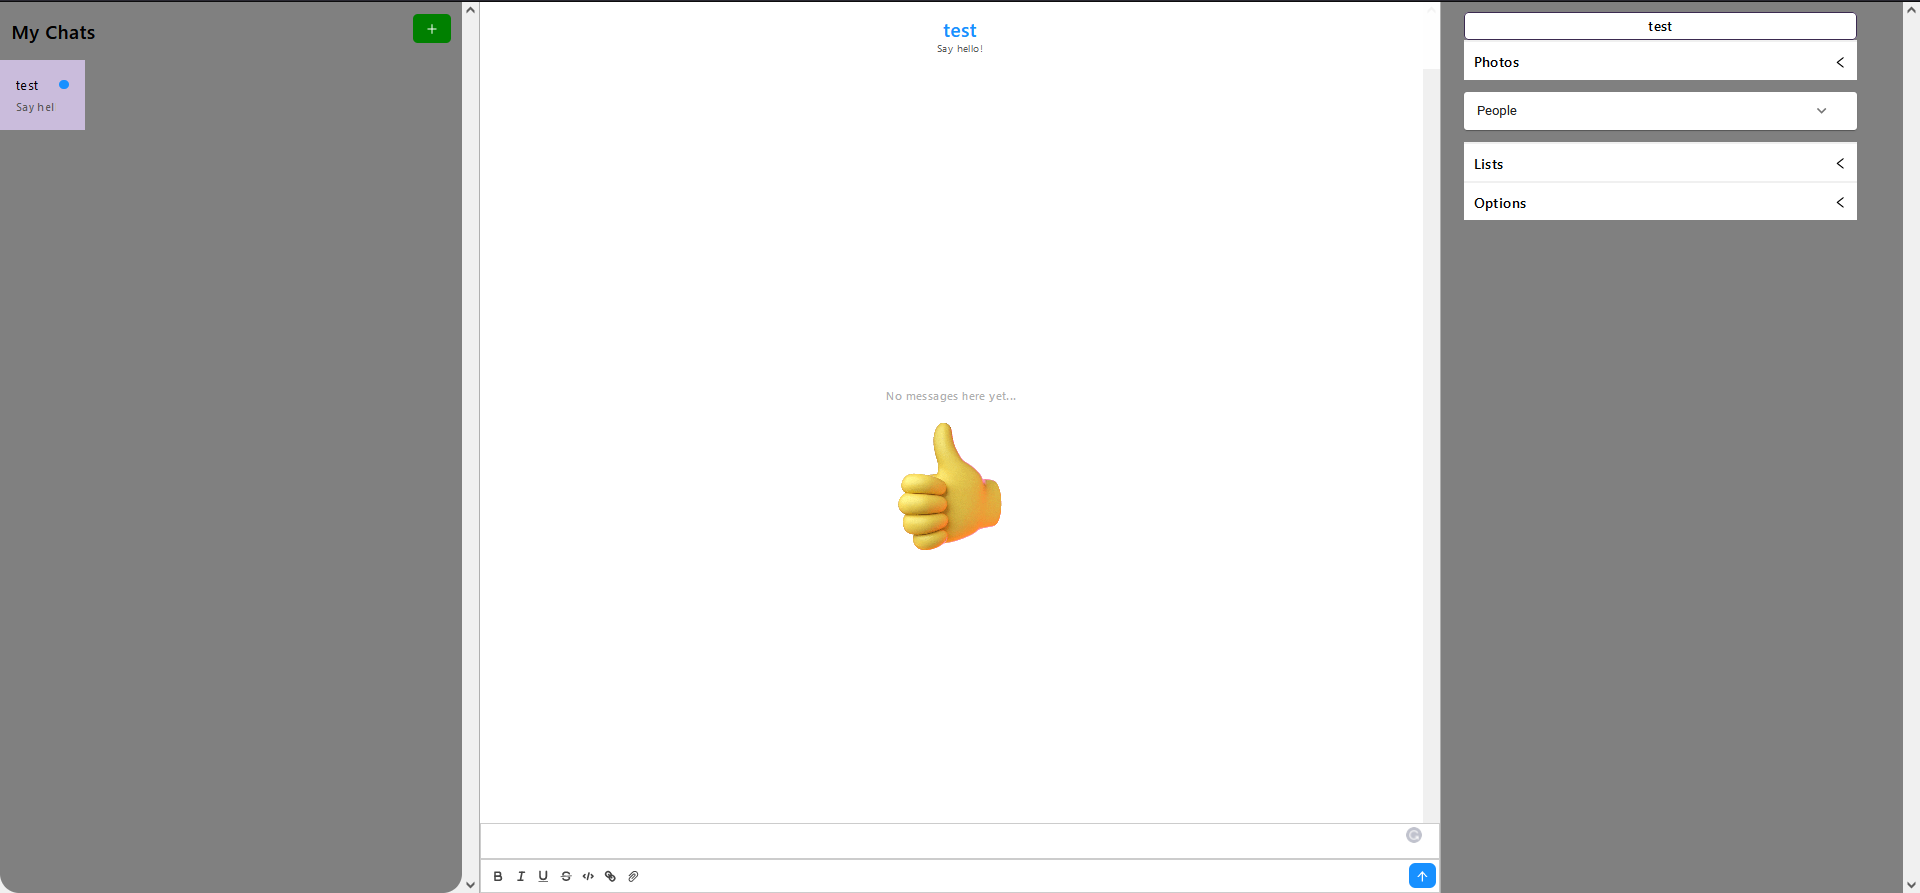 My Chats
+
test
Say hel
test
Say hello!
No messages here yet...
B I U S </>
test
Photos
People
Lists
Options